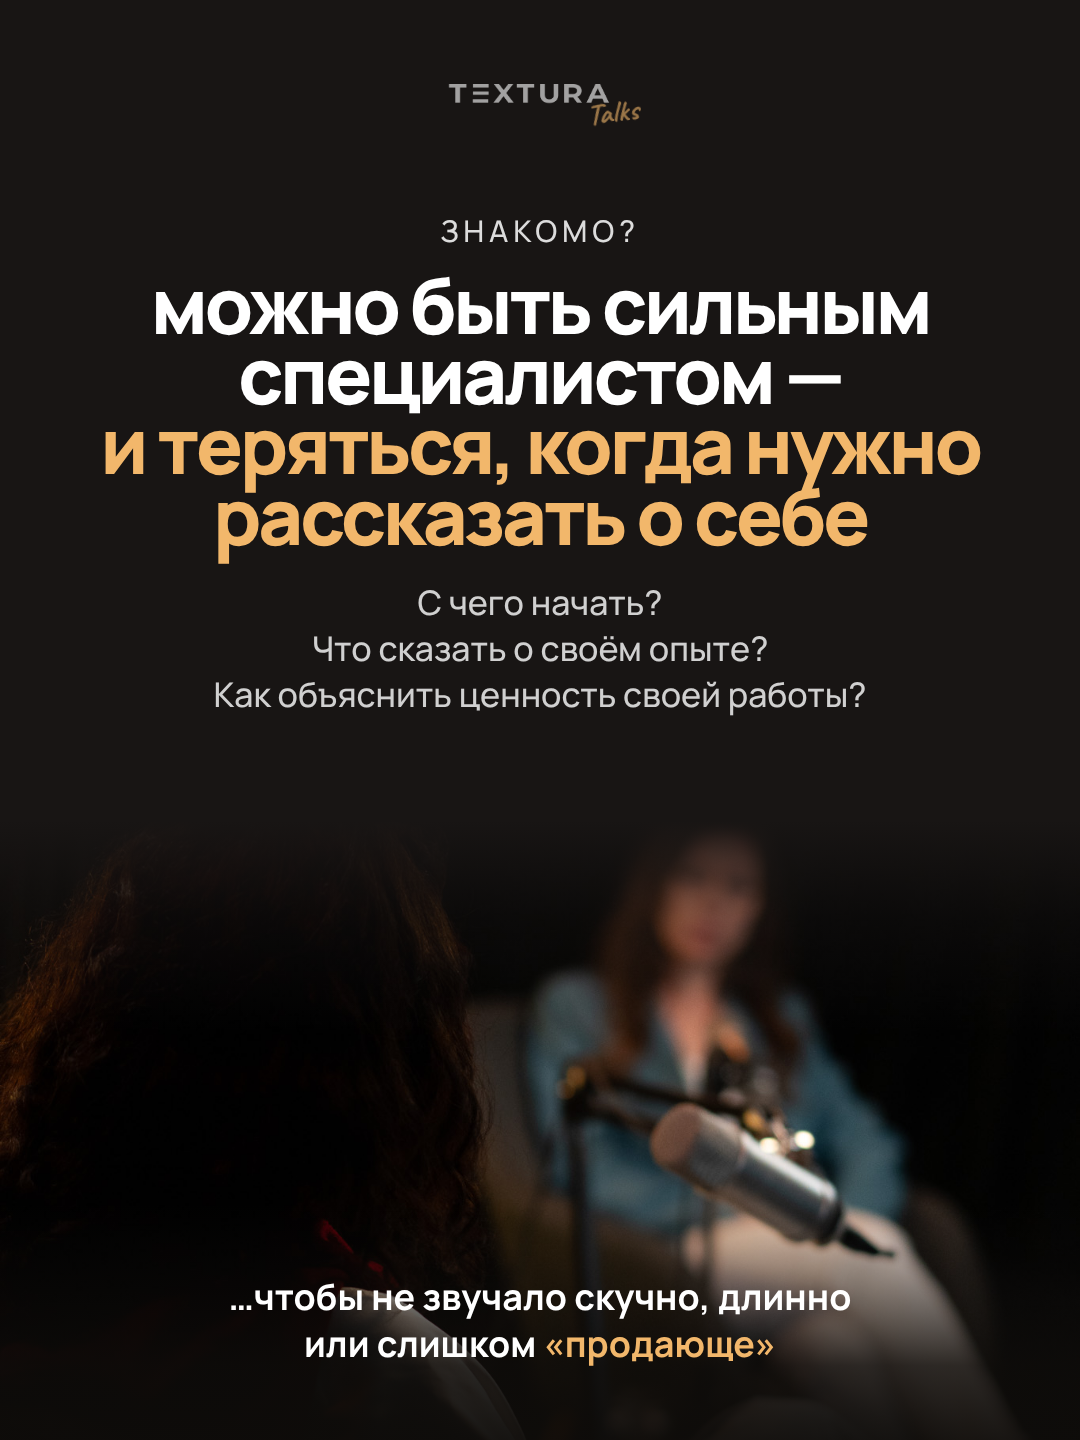 TEXTURA
Talks
ЗНАКОМО?
можно быть сильным
специалистом —
и теряться, когда нужно
рассказать о себе
С чего начать?
Что сказать о своём опыте?
Как объяснить ценность своей работы?
...чтобы не звучало скучно, длинно
или слишком «продающе»